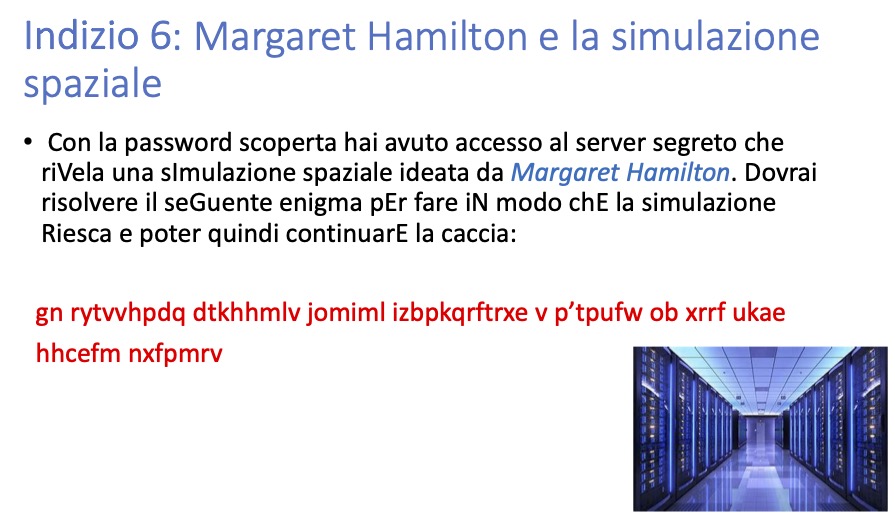 Indizio 6: Margaret Hamilton e la simulazione
spaziale
• Con la password scoperta hai avuto accesso al server segreto che
riVela una sImulazione spaziale ideata da Margaret Hamilton. Dovrai
risolvere il seGuente enigma pEr fare iN modo chE la simulazione
Riesca e poter quindi continuarE la caccia:
gn rytvvhpdq dtkhhmlv jomiml izbpkqrftrxe v p’tpufw ob xrrf ukae
hhcefm nxfpmrv